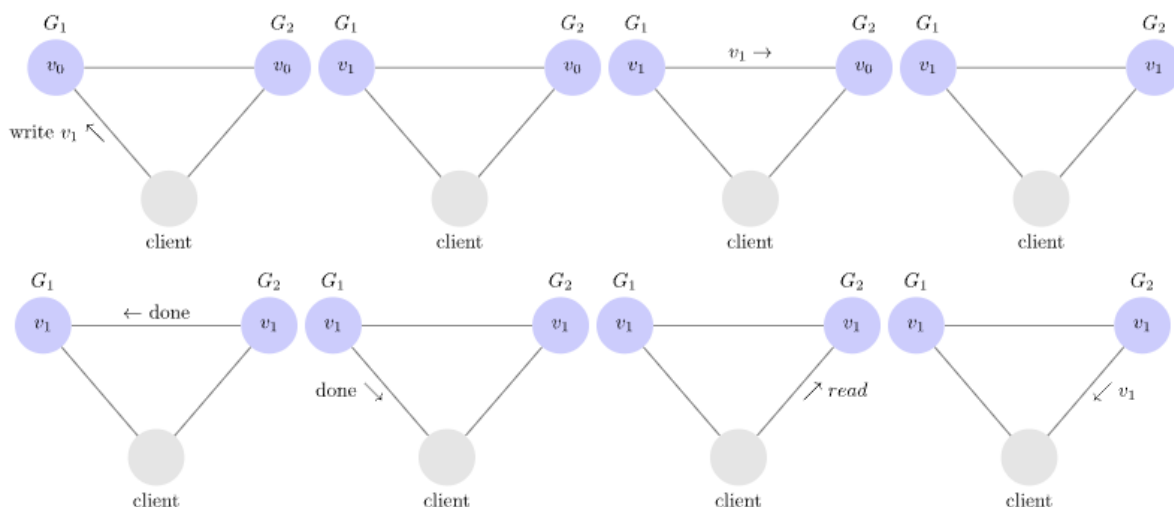 G₁ G₂ G₁ G₂ G₁ G₂ G₁ G₂
v₁ →
v₀ v₀ v₁ v₀ v₁ v₀ v₁ v₁
write v₁ ↖
client client client client
G₁ G₂ G₁ G₂ G₁ G₂ G₁ G₂
← done
v₁ v₁ v₁ v₁ v₁ v₁ v₁ v₁
done ↘ ↗ read ↙ v₁
client client client client